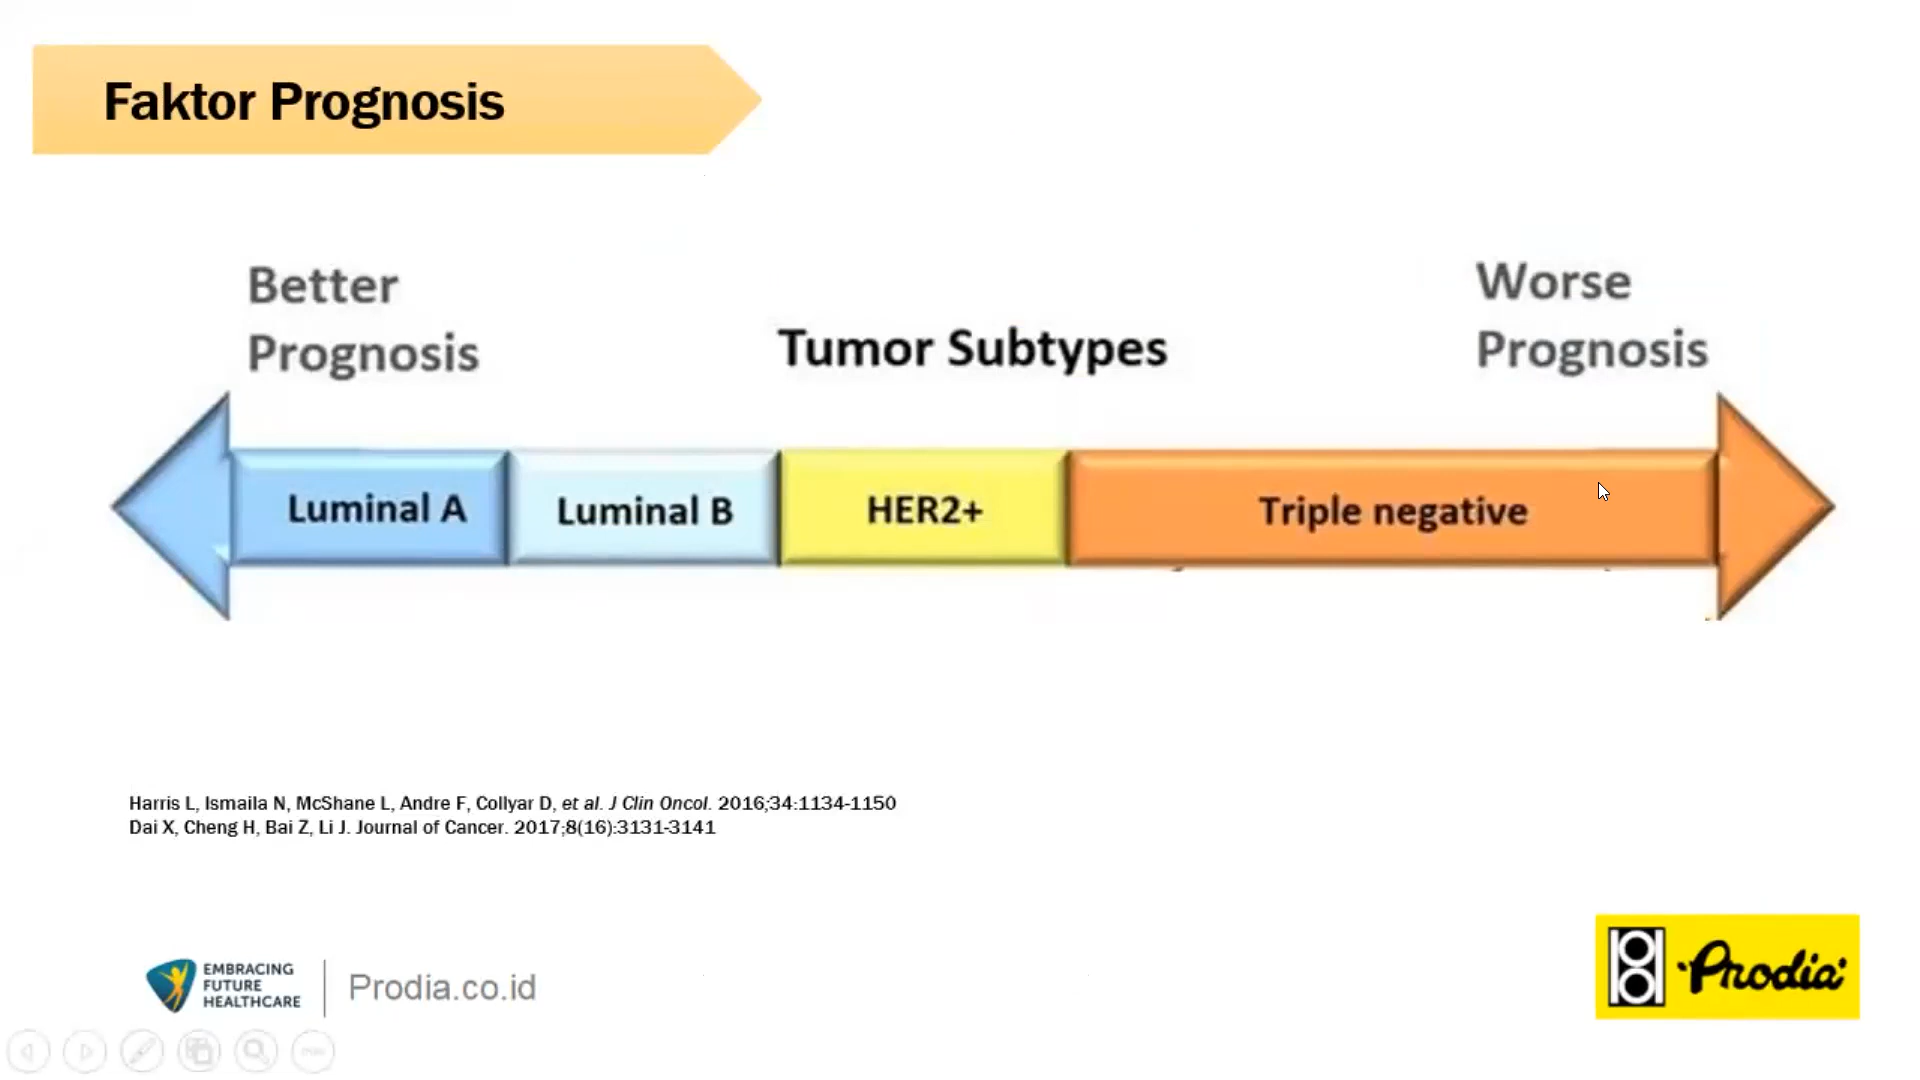 Faktor Prognosis
Better
Prognosis
Tumor Subtypes
Worse
Prognosis
Luminal A
Luminal B
HER2+
Triple negative
Harris L, Ismaila N, McShane L, Andre F, Collyar D, et al. J Clin Oncol. 2016;34:1134-1150
Dai X, Cheng H, Bai Z, Li J. Journal of Cancer. 2017;8(16):3131-3141
EMBRACING
FUTURE
HEALTHCARE
Prodia.co.id
Prodia